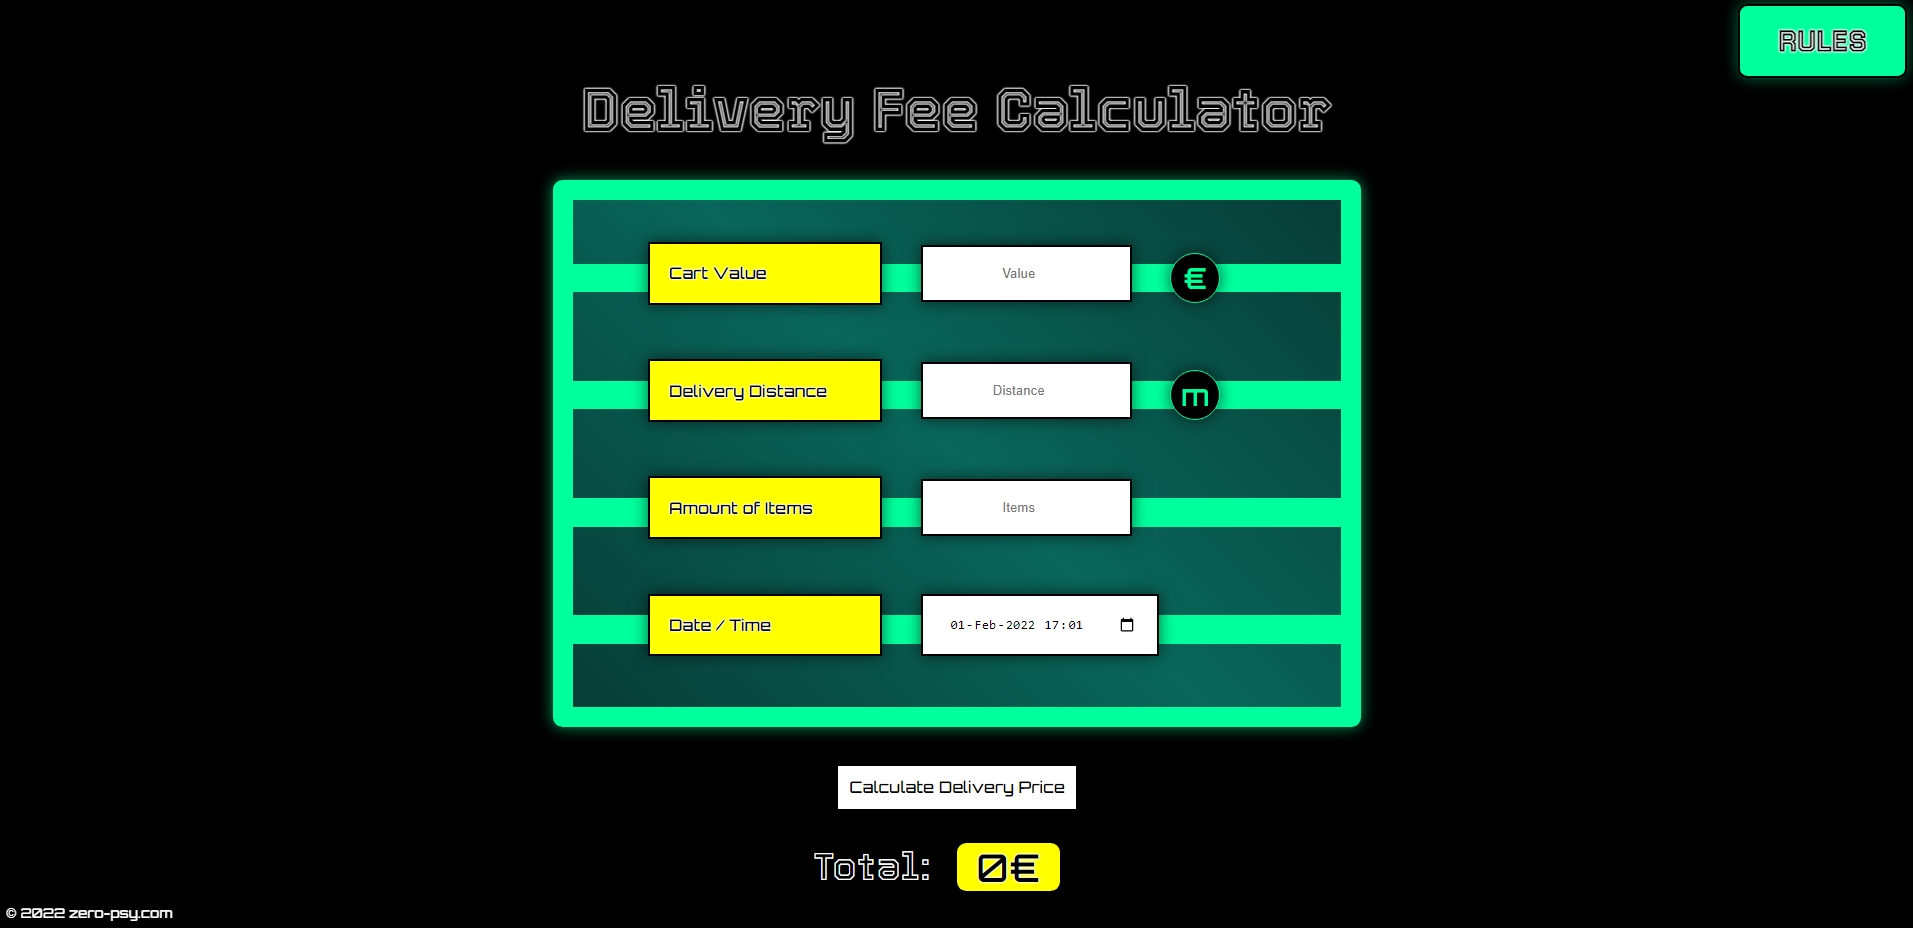 RULES
Delivery Fee Calculator
Cart Value
Value
€
Delivery Distance
Distance
m
Amount of Items
Items
Date / Time
01-Feb-2022 17:01
Calculate Delivery Price
Total: 0€
© 2022 zero-psy.com